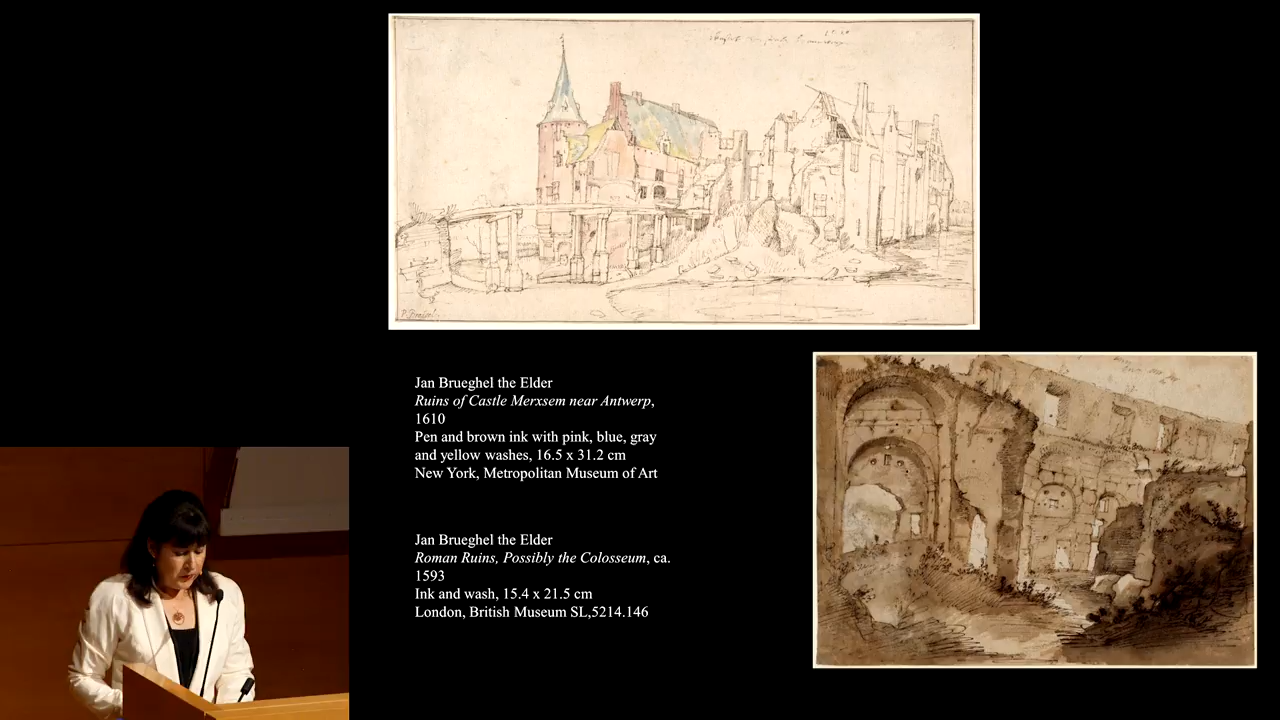 Jan Brueghel the Elder
Ruins of Castle Merxsem near Antwerp,
1610
Pen and brown ink with pink, blue, gray
and yellow washes, 16.5 x 31.2 cm
New York, Metropolitan Museum of Art
Jan Brueghel the Elder
Roman Ruins, Possibly the Colosseum, ca.
1593
Ink and wash, 15.4 x 21.5 cm
London, British Museum SL,5214.146